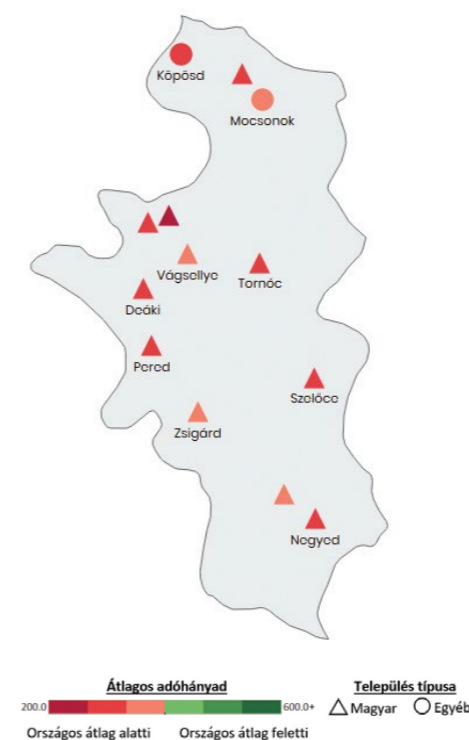 Köpösd
Mocsonok
Vágsellye
Tornóc
Deáki
Pered
Szelőce
Zsigárd
Negyed
Átlagos adóhányad
Település típusa
200.0
600.0+
Magyar
Egyéb
Országos átlag alatti
Országos átlag feletti